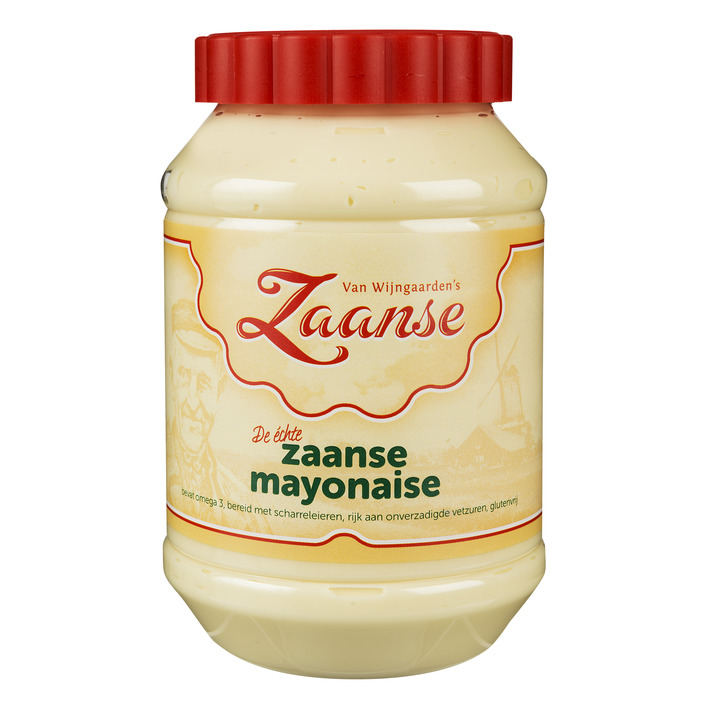 Van Wijngaarden's
Zaanse
De échte
zaanse
mayonaise
bevat omega 3, bereid met scharreleieren, rijk aan onverzadigde vetzuren, glutenvrij